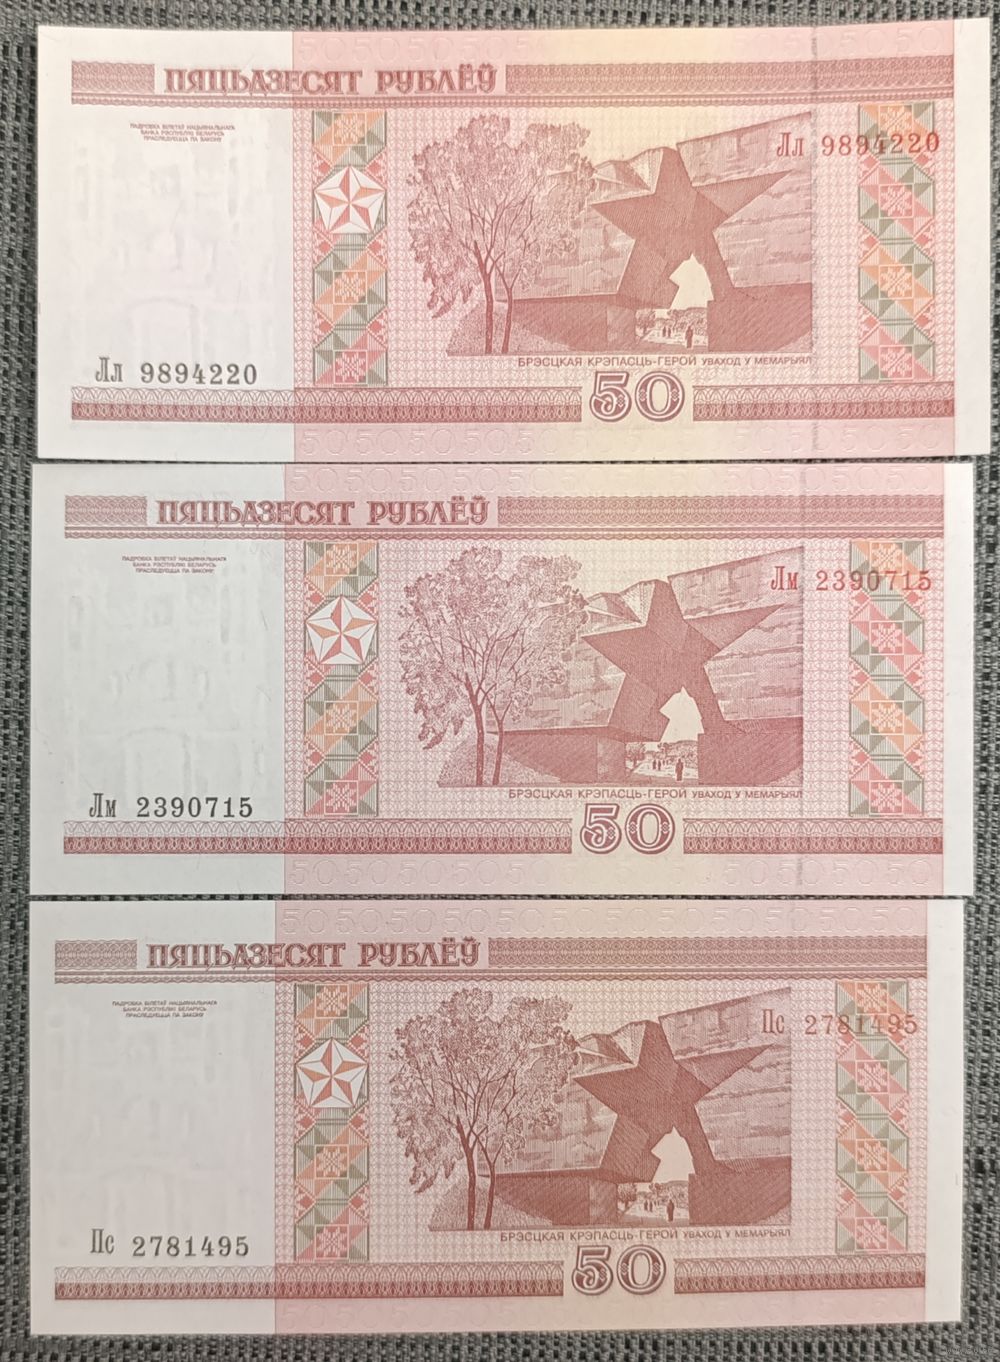 ПЯЦЬДЗЕСЯТ РУБЛЁЎ
ПАДРОБКА БІЛЕТАЎ НАЦЫЯНАЛЬНАГА
БАНКА РЭСПУБЛІКІ БЕЛАРУСЬ
ПРАСЛЕДУЕЦЦА ПА ЗАКОНУ
Лл 9894220
БРЭСЦКАЯ КРЭПАСЦЬ-ГЕРОЙ УВАХОД У МЕМАРЫЯЛ
Лл 9894220
50
ПЯЦЬДЗЕСЯТ РУБЛЁЎ
ПАДРОБКА БІЛЕТАЎ НАЦЫЯНАЛЬНАГА
БАНКА РЭСПУБЛІКІ БЕЛАРУСЬ
ПРАСЛЕДУЕЦЦА ПА ЗАКОНУ
Лм 2390715
БРЭСЦКАЯ КРЭПАСЦЬ-ГЕРОЙ УВАХОД У МЕМАРЫЯЛ
Лм 2390715
50
ПЯЦЬДЗЕСЯТ РУБЛЁЎ
ПАДРОБКА БІЛЕТАЎ НАЦЫЯНАЛЬНАГА
БАНКА РЭСПУБЛІКІ БЕЛАРУСЬ
ПРАСЛЕДУЕЦЦА ПА ЗАКОНУ
Пс 2781495
БРЭСЦКАЯ КРЭПАСЦЬ-ГЕРОЙ УВАХОД У МЕМАРЫЯЛ
Пс 2781495
50